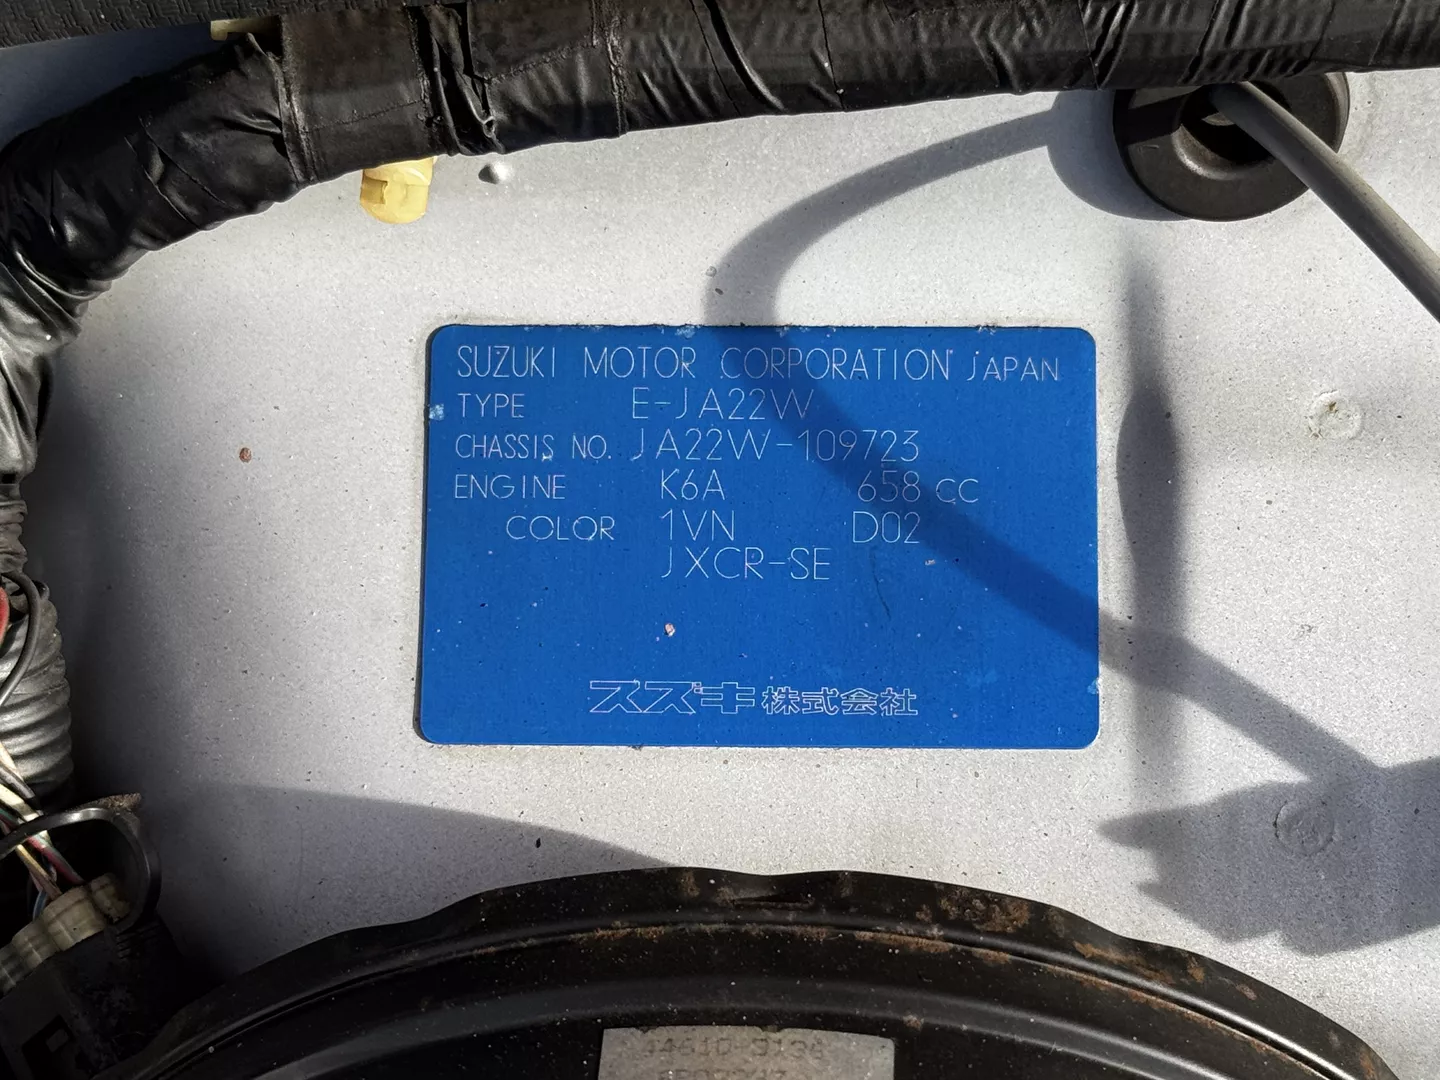 SUZUKI MOTOR CORPORATION JAPAN
TYPE E-JA22W
CHASSIS NO. JA22W-109723
ENGINE K6A 658 CC
COLOR 1VN D02
JXCR-SE
スズキ株式会社